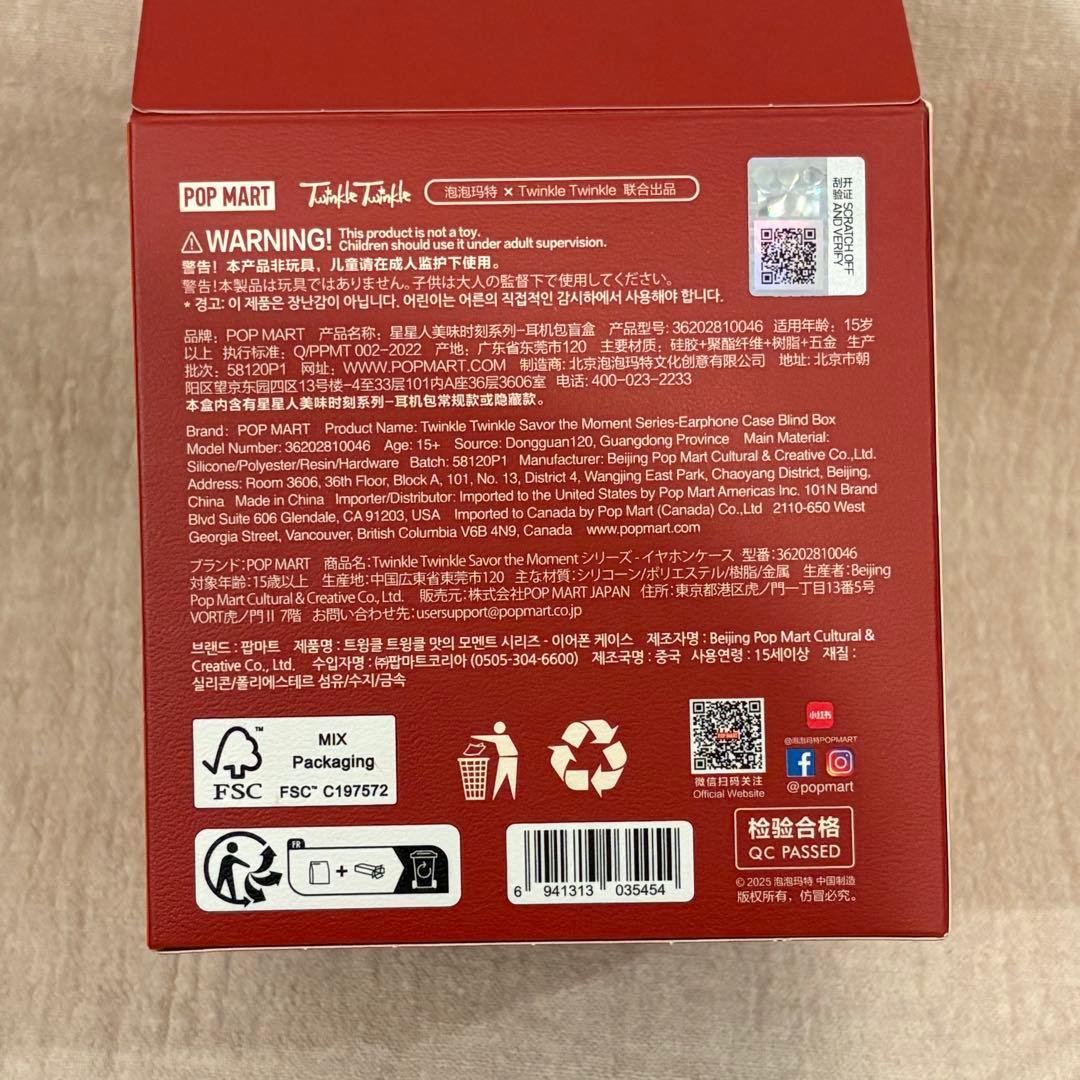 POP MART Twinkle Twinkle 泡泡玛特 × Twinkle Twinkle 联合出品
SCRATCH OFF
刮验 AND VERIFY
WARNING! This product is not a toy.
Children should use it under adult supervision.
警告！本产品非玩具，儿童请在成人监护下使用。
警告！本製品は玩具ではありません。子供は大人の監督下で使用してください。
* 경고: 이 제품은 장난감이 아닙니다. 어린이는 어른의 직접적인 감시하에서 사용해야 합니다.
品牌：POP MART 产品名称：星星人美味时刻系列-耳机包盲盒 产品型号: 36202810046 适用年龄：15岁
以上 执行标准：Q/PPMT 002-2022 产地：广东省东莞市120 主要材质：硅胶+聚酯纤维+树脂+五金 生产
批次：58120P1 网址：WWW.POPMART.COM 制造商: 北京泡泡玛特文化创意有限公司 地址: 北京市朝
阳区望京东园四区13号楼-4至33层101内A座36层3606室 电话: 400-023-2233
本盒内含有星星人美味时刻系列-耳机包常规款或隐藏款。
Brand: POP MART Product Name: Twinkle Twinkle Savor the Moment Series-Earphone Case Blind Box
Model Number: 36202810046 Age: 15+ Source: Dongguan120, Guangdong Province Main Material:
Silicone/Polyester/Resin/Hardware Batch: 58120P1 Manufacturer: Beijing Pop Mart Cultural & Creative Co.,Ltd.
Address: Room 3606, 36th Floor, Block A, 101, No. 13, District 4, Wangjing East Park, Chaoyang District, Beijing,
China Made in China Importer/Distributor: Imported to the United States by Pop Mart Americas Inc. 101N Brand
Blvd Suite 606 Glendale, CA 91203, USA Imported to Canada by Pop Mart (Canada) Co.,Ltd 2110-650 West
Georgia Street, Vancouver, British Columbia V6B 4N9, Canada www.popmart.com
ブランド:POP MART 商品名:Twinkle Twinkle Savor the Moment シリーズ - イヤホンケース 型番:36202810046
対象年齢:15歳以上 生産地:中国広東省東莞市120 主な材質:シリコーン/ポリエステル/樹脂/金属 生産者:Beijing
Pop Mart Cultural & Creative Co., Ltd. 販売元:株式会社POP MART JAPAN 住所:東京都港区虎ノ門一丁目13番5号
VORT虎ノ門Ⅱ 7階 お問い合わせ先:usersupport@popmart.co.jp
브랜드 : 팝마트 제품명 : 트윙클 트윙클 맛의 모멘트 시리즈 - 이어폰 케이스 제조자명 : Beijing Pop Mart Cultural &
Creative Co., Ltd. 수입자명 : ㈜팝마트코리아 (0505-304-6600) 제조국명 : 중국 사용연령 : 15세이상 재질 :
실리콘/폴리에스테르 섬유/수지/금속
FSC™
FSC
MIX
Packaging
FSC™ C197572
POP MART
微信扫码关注
Official Website
小红书
@泡泡玛特POPMART
@popmart
FR
6 941313 035454
检验合格
QC PASSED
© 2025 泡泡玛特 中国制造
版权所有，仿冒必究。